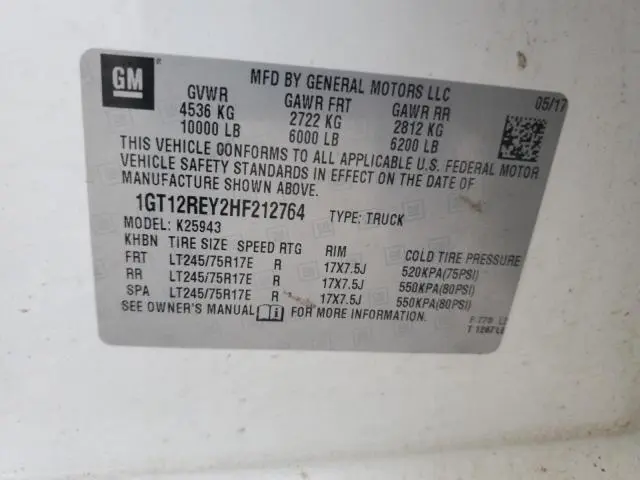 GM
MFD BY GENERAL MOTORS LLC
05/17
GVWR GAWR FRT GAWR RR
4536 KG 2722 KG 2812 KG
10000 LB 6000 LB 6200 LB
THIS VEHICLE CONFORMS TO ALL APPLICABLE U.S. FEDERAL MOTOR
VEHICLE SAFETY STANDARDS IN EFFECT ON THE DATE OF
MANUFACTURE SHOWN ABOVE.
1GT12REY2HF212764 TYPE: TRUCK
MODEL: K25943
KHBN TIRE SIZE SPEED RTG RIM COLD TIRE PRESSURE
FRT LT245/75R17E R 17X7.5J 520KPA(75PSI)
RR LT245/75R17E R 17X7.5J 550KPA(80PSI)
SPA LT245/75R17E R 17X7.5J 550KPA(80PSI)
SEE OWNER'S MANUAL FOR MORE INFORMATION.